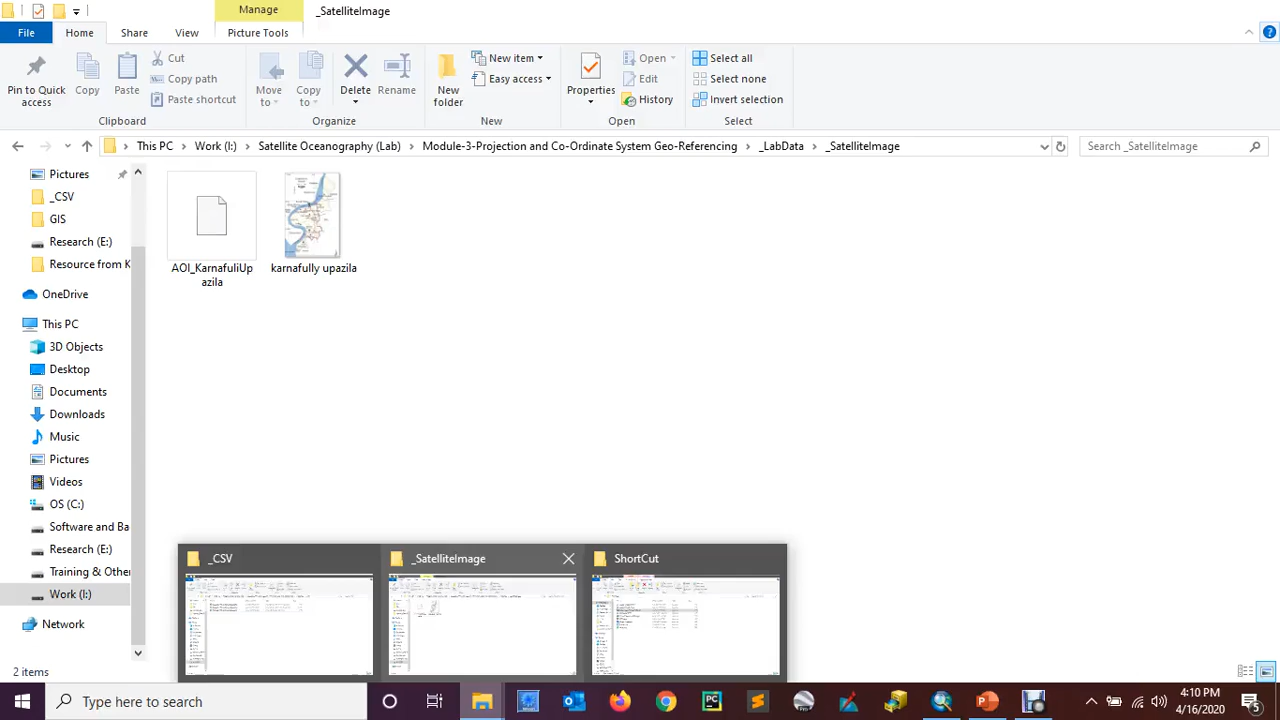 Manage
_SatelliteImage
File
Home
Share
View
Picture Tools
Pin to Quick access
Copy
Paste
Cut
Copy path
Paste shortcut
Clipboard
Move to
Copy to
Delete
Rename
Organize
New folder
New item
Easy access
New
Properties
Open
Edit
History
Open
Select all
Select none
Invert selection
Select
This PC
Work (I:)
Satellite Oceanography (Lab)
Module-3-Projection and Co-Ordinate System Geo-Referencing
_LabData
_SatelliteImage
Search _SatelliteImage
Pictures
_CSV
GIS
Research (E:)
Resource from K
OneDrive
This PC
3D Objects
Desktop
Documents
Downloads
Music
Pictures
Videos
OS (C:)
Software and Ba
Research (E:)
Training & Othe
Work (I:)
Network
AOI_KarnafuliUp
azila
karnafully upazila
_CSV
_SatelliteImage
ShortCut
2 items
Type here to search
4:10 PM
4/16/2020
5